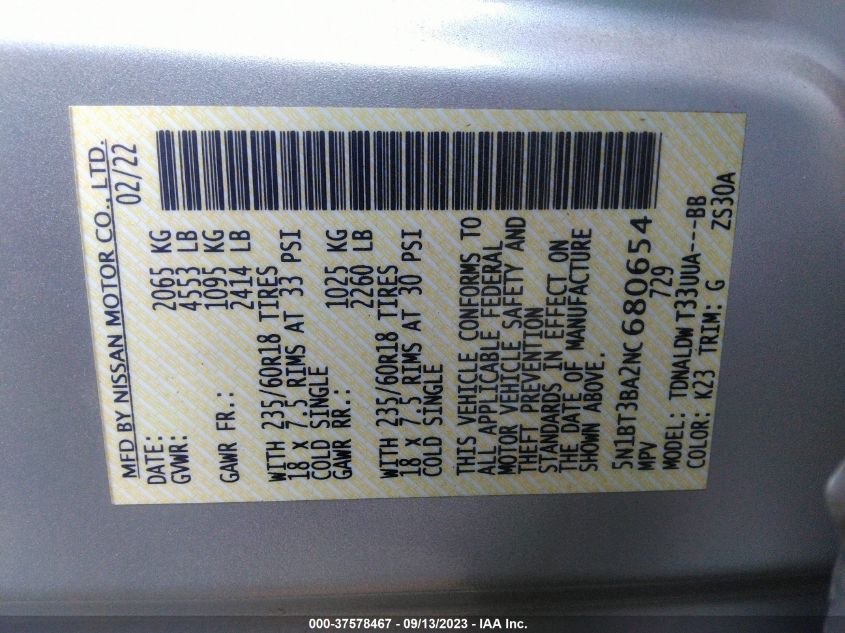 MFD BY NISSAN MOTOR CO., LTD.
DATE: 02/22
GVWR: 2065 KG
4553 LB
GAWR FR.: 1095 KG
2414 LB
WITH 235/60R18 TIRES
18 X 7.5 RIMS AT 33 PSI
COLD SINGLE
GAWR RR.: 1025 KG
2260 LB
WITH 235/60R18 TIRES
18 X 7.5 RIMS AT 30 PSI
COLD SINGLE
THIS VEHICLE CONFORMS TO
ALL APPLICABLE FEDERAL
MOTOR VEHICLE SAFETY AND
THEFT PREVENTION
STANDARDS IN EFFECT ON
THE DATE OF MANUFACTURE
SHOWN ABOVE.
5N1BT3BA2NC680654
MPV 729
MODEL: TDNALDW T33UUA---BB
COLOR: K23 TRIM: G ZS30A
000-37578467 - 09/13/2023 - IAA Inc.